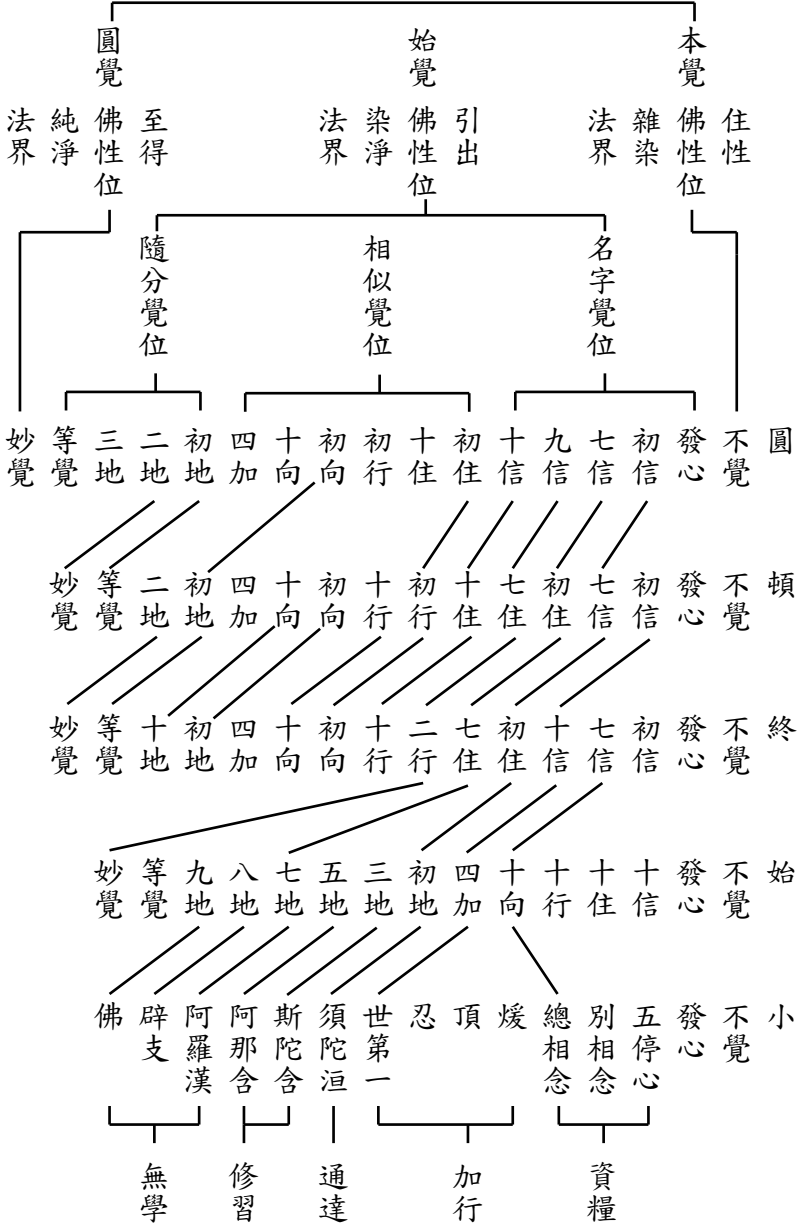 本覺
住性
佛性位
雜染
法界
始覺
引出
佛性位
染淨
法界
圓覺
至得
佛性位
純淨
法界
名字覺位
相似覺位
隨分覺位
圓 不覺 發心 初信 七信 九信 十信 初住 十住 初行 初向 十向 四加 初地 二地 三地 等覺 妙覺
頓 不覺 發心 初信 七信 初住 七住 十住 初行 十行 初向 十向 四加 初地 二地 等覺 妙覺
終 不覺 發心 初信 七信 十信 初住 七住 二行 十行 初向 十向 四加 初地 十地 等覺 妙覺
始 不覺 發心 十信 十住 十行 十向 四加 初地 三地 五地 七地 八地 九地 等覺 妙覺
小 不覺 發心 五停心 別相念 總相念 煖 頂 忍 世第一 須陀洹 斯陀含 阿那含 阿羅漢 辟支 佛
資糧 加行 通達 修習 無學